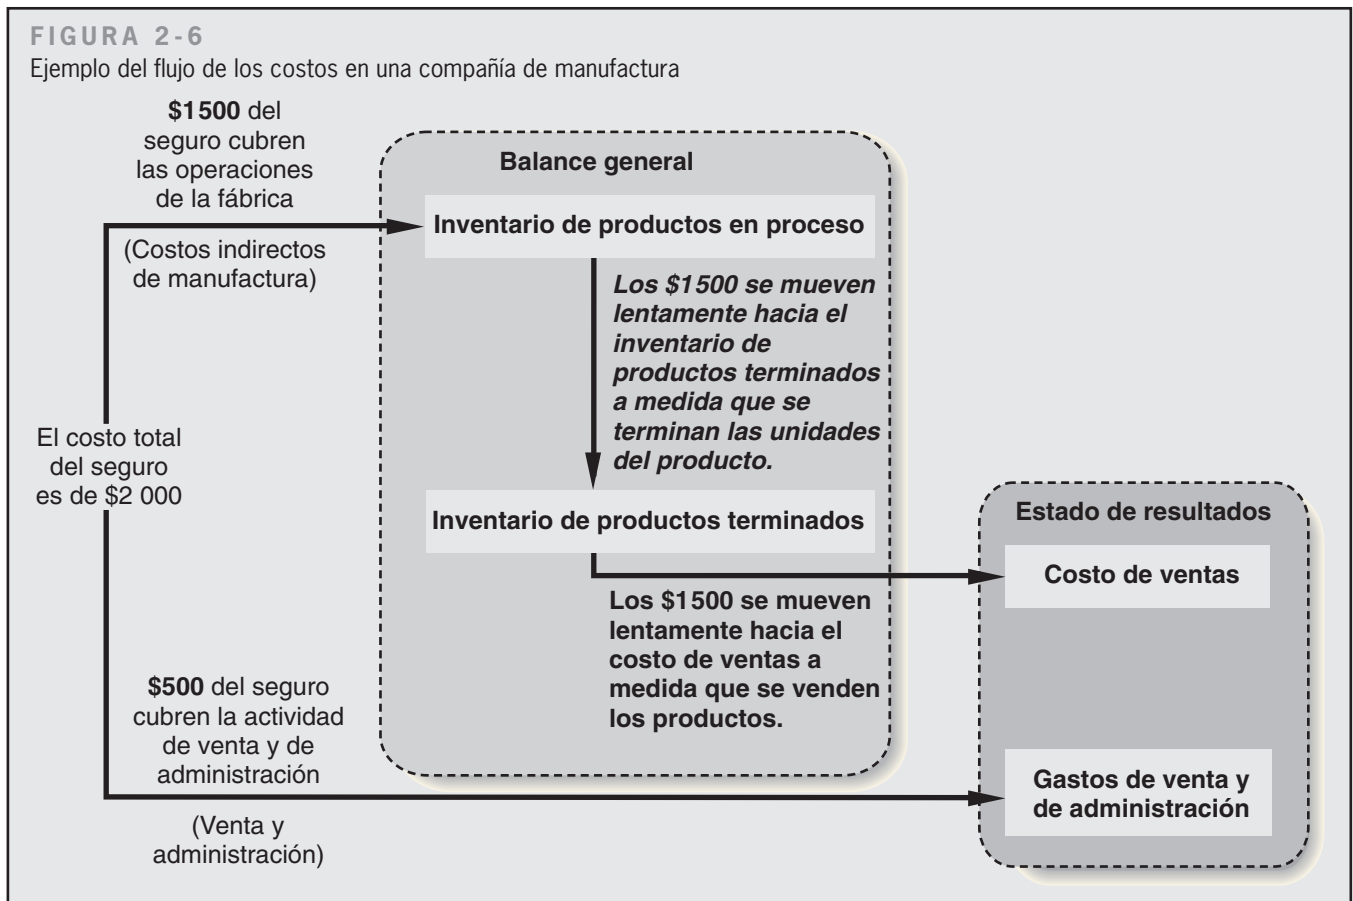 FIGURA 2-6
Ejemplo del flujo de los costos en una compañía de manufactura
$1500 del
seguro cubren
las operaciones
de la fábrica
(Costos indirectos
de manufactura)
Balance general
Inventario de productos en proceso
Los $1500 se mueven
lentamente hacia el
inventario de
productos terminados
a medida que se
terminan las unidades
del producto.
El costo total
del seguro
es de $2 000
Inventario de productos terminados
Los $1500 se mueven
lentamente hacia el
costo de ventas a
medida que se venden
los productos.
Estado de resultados
Costo de ventas
$500 del seguro
cubren la actividad
de venta y de
administración
(Venta y
administración)
Gastos de venta y
de administración